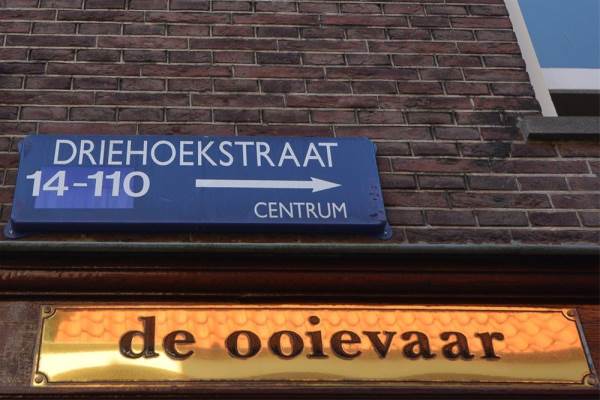 DRIEHOEKSTRAAT
14-110
CENTRUM
de ooievaar